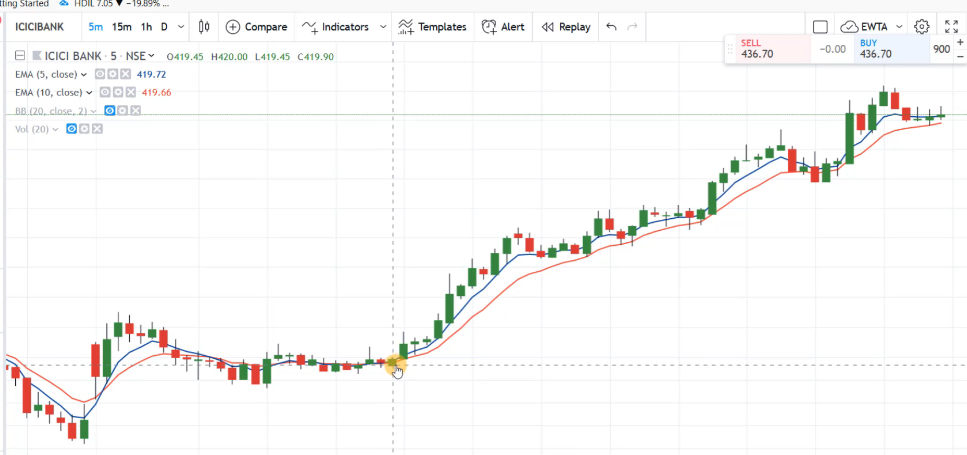 tting Started HDIL 7.05 ▼ −19.89% ...
ICICIBANK 5m 15m 1h D Compare Indicators Templates Alert Replay EWTA
SELL 436.70 −0.00 BUY 436.70 900 + −
ICICI BANK · 5 · NSE O419.45 H420.00 L419.45 C419.90
EMA (5, close) 419.72
EMA (10, close) 419.66
BB (20, close, 2)
Vol (20)